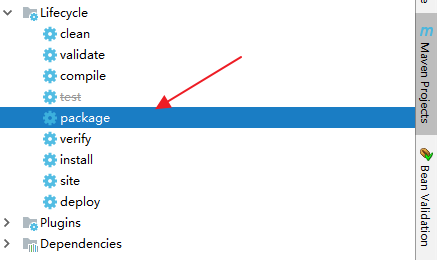 Lifecycle
clean
validate
compile
test
package
verify
install
site
deploy
Plugins
Dependencies
m Maven Projects
Bean Validation